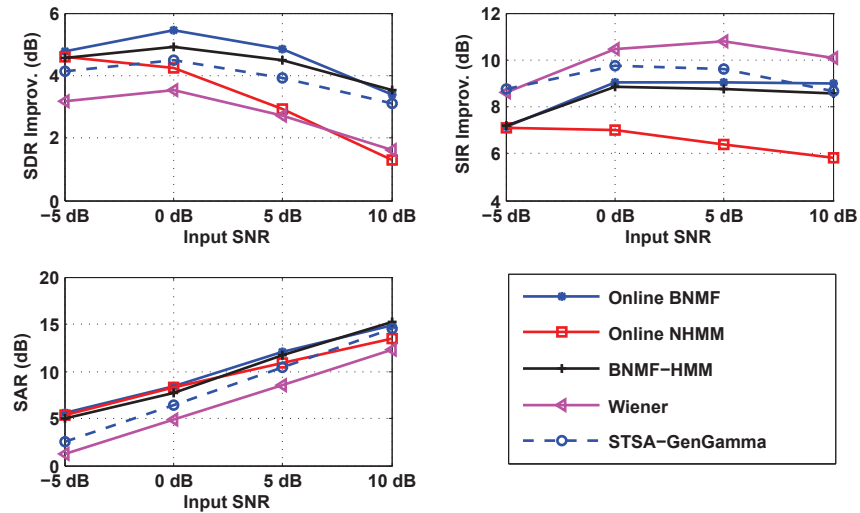 6
4
2
0
SDR Improv. (dB)
−5 dB
0 dB
5 dB
10 dB
Input SNR
12
10
8
6
4
SIR Improv. (dB)
−5 dB
0 dB
5 dB
10 dB
Input SNR
20
15
10
5
0
SAR (dB)
−5 dB
0 dB
5 dB
10 dB
Input SNR
Online BNMF
Online NHMM
BNMF−HMM
Wiener
STSA−GenGamma